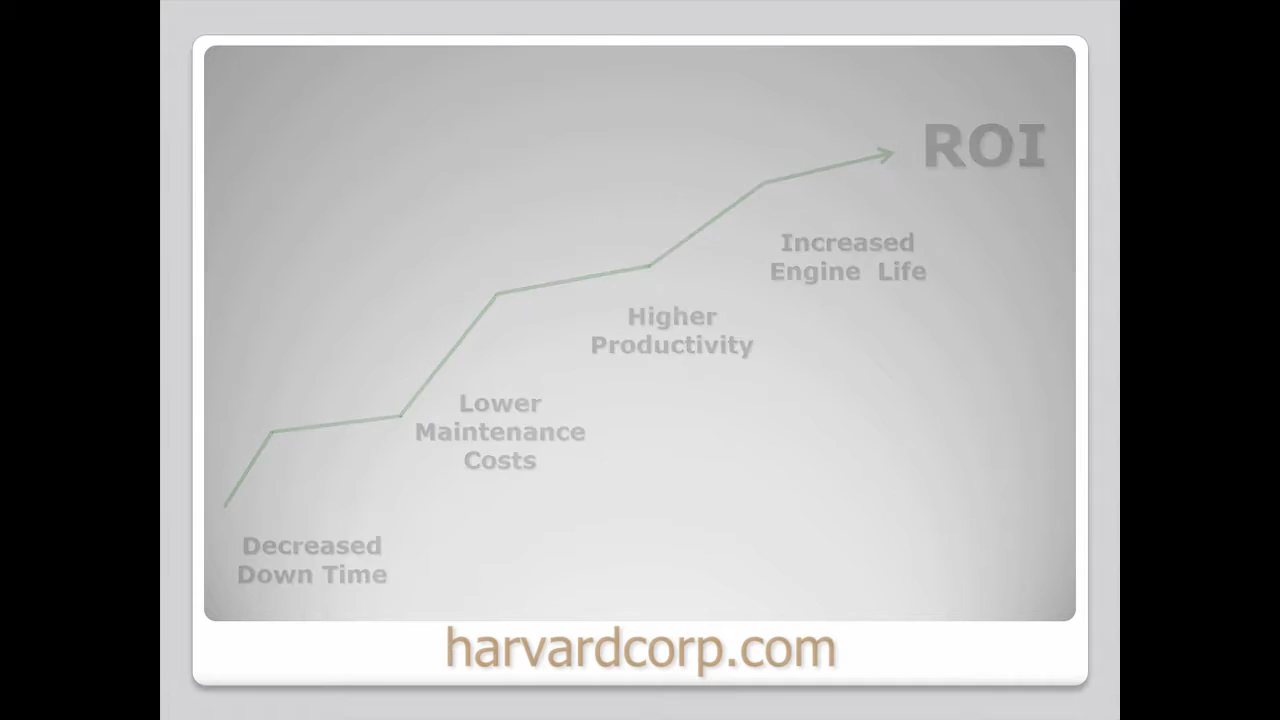 ROI
Increased
Engine Life
Higher
Productivity
Lower
Maintenance
Costs
Decreased
Down Time
harvardcorp.com